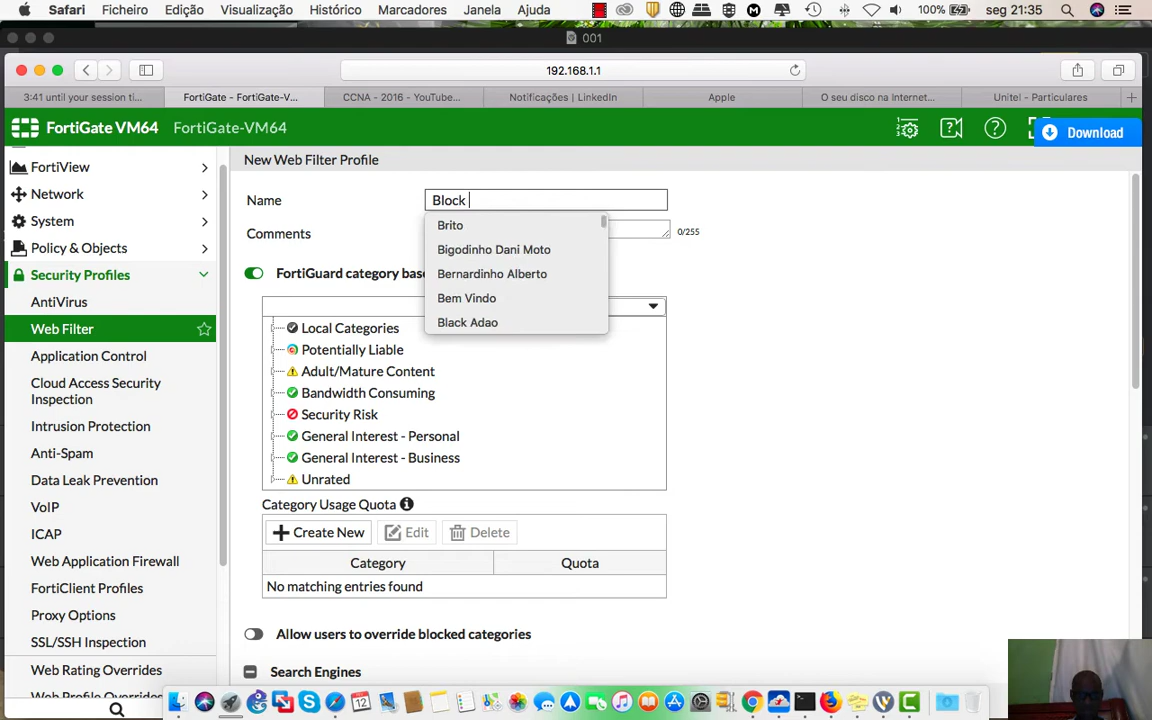 Safari Ficheiro Edição Visualização Histórico Marcadores Janela Ajuda 100% seg 21:35
001
192.168.1.1
3:41 until your session ti... FortiGate - FortiGate-V... CCNA - 2016 - YouTube... Notificações | LinkedIn Apple O seu disco na Internet... Unitel - Particulares
FortiGate VM64 FortiGate-VM64 Download
FortiView
Network
System
Policy & Objects
Security Profiles
AntiVirus
Web Filter
Application Control
Cloud Access Security
Inspection
Intrusion Protection
Anti-Spam
Data Leak Prevention
VoIP
ICAP
Web Application Firewall
FortiClient Profiles
Proxy Options
SSL/SSH Inspection
Web Rating Overrides
New Web Filter Profile
Name Block
Comments 0/255
Brito
Bigodinho Dani Moto
Bernardinho Alberto
Bem Vindo
Black Adao
FortiGuard category base
Local Categories
Potentially Liable
Adult/Mature Content
Bandwidth Consuming
Security Risk
General Interest - Personal
General Interest - Business
Unrated
Category Usage Quota
Create New Edit Delete
Category Quota
No matching entries found
Allow users to override blocked categories
Search Engines